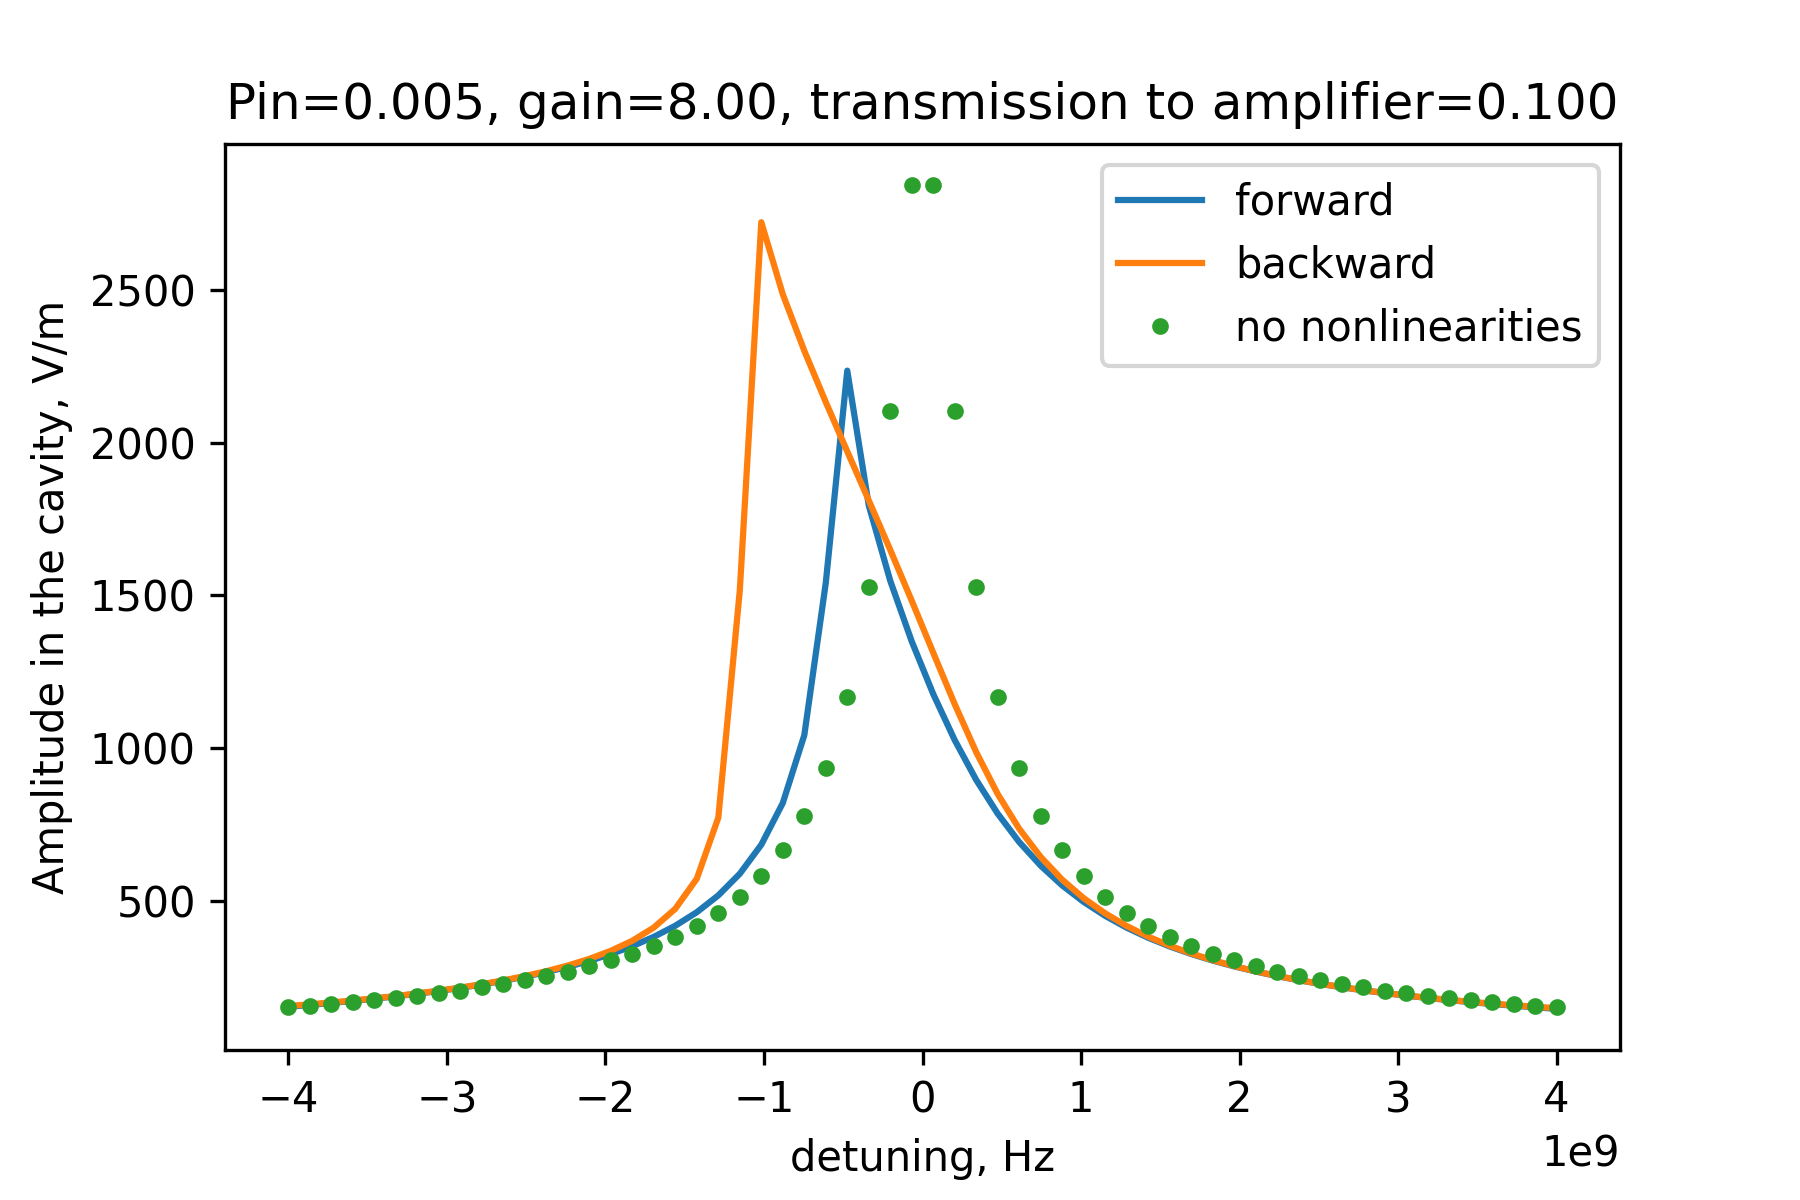 Pin=0.005, gain=8.00, transmission to amplifier=0.100
forward
backward
no nonlinearities
Amplitude in the cavity, V/m
2500
2000
1500
1000
500
−4 −3 −2 −1 0 1 2 3 4
1e9
detuning, Hz